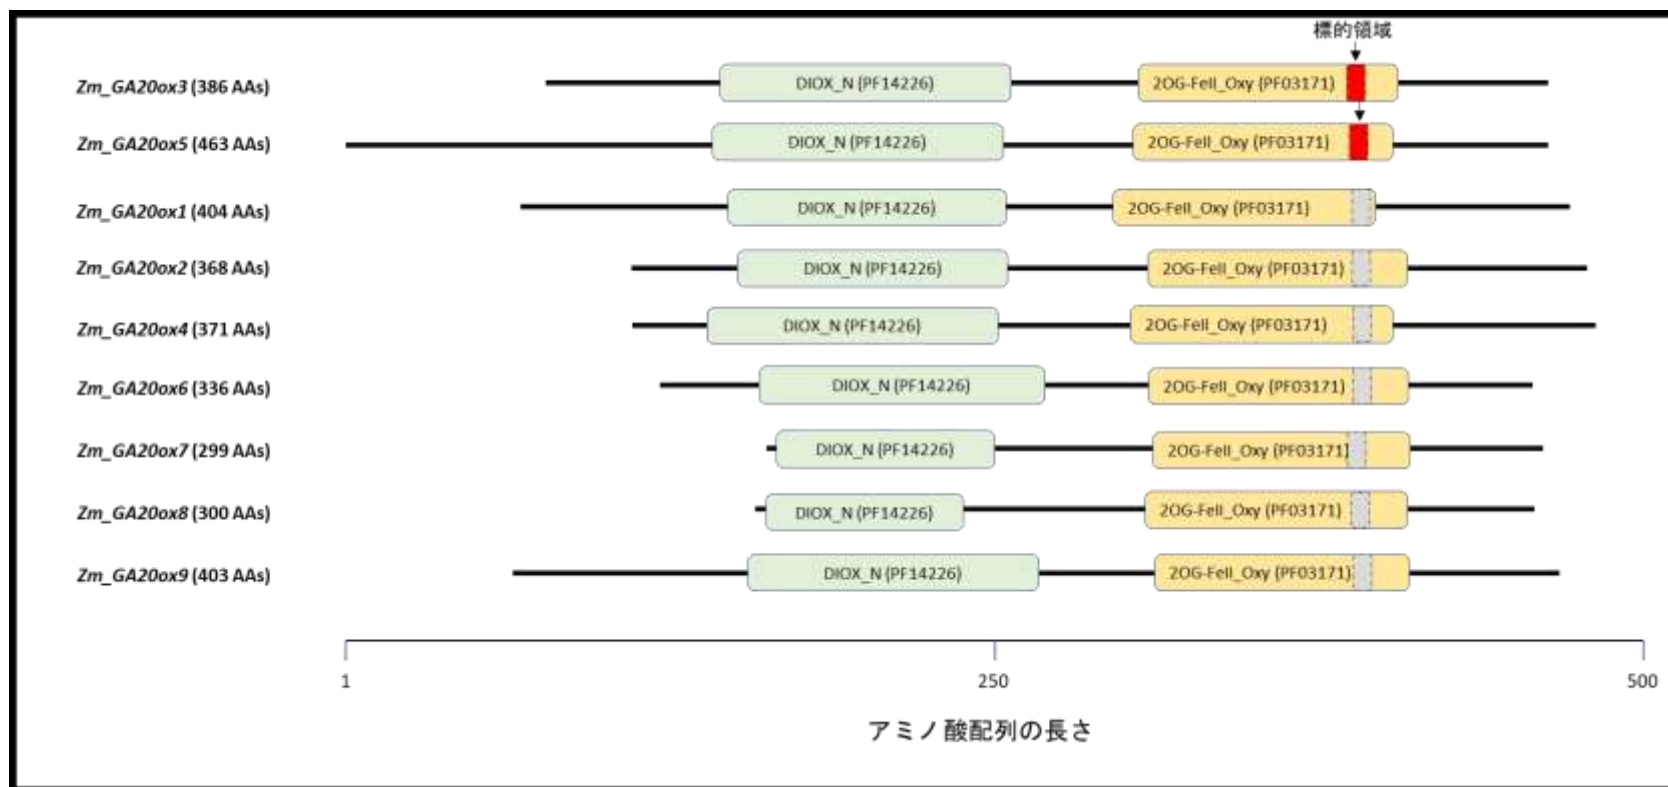 標的領域
Zm_GA20ox3 (386 AAs) DIOX_N (PF14226) 2OG-FeII_Oxy (PF03171)
Zm_GA20ox5 (463 AAs) DIOX_N (PF14226) 2OG-FeII_Oxy (PF03171)
Zm_GA20ox1 (404 AAs) DIOX_N (PF14226) 2OG-FeII_Oxy (PF03171)
Zm_GA20ox2 (368 AAs) DIOX_N (PF14226) 2OG-FeII_Oxy (PF03171)
Zm_GA20ox4 (371 AAs) DIOX_N (PF14226) 2OG-FeII_Oxy (PF03171)
Zm_GA20ox6 (336 AAs) DIOX_N (PF14226) 2OG-FeII_Oxy (PF03171)
Zm_GA20ox7 (299 AAs) DIOX_N (PF14226) 2OG-FeII_Oxy (PF03171)
Zm_GA20ox8 (300 AAs) DIOX_N (PF14226) 2OG-FeII_Oxy (PF03171)
Zm_GA20ox9 (403 AAs) DIOX_N (PF14226) 2OG-FeII_Oxy (PF03171)
1 250 500
アミノ酸配列の長さ